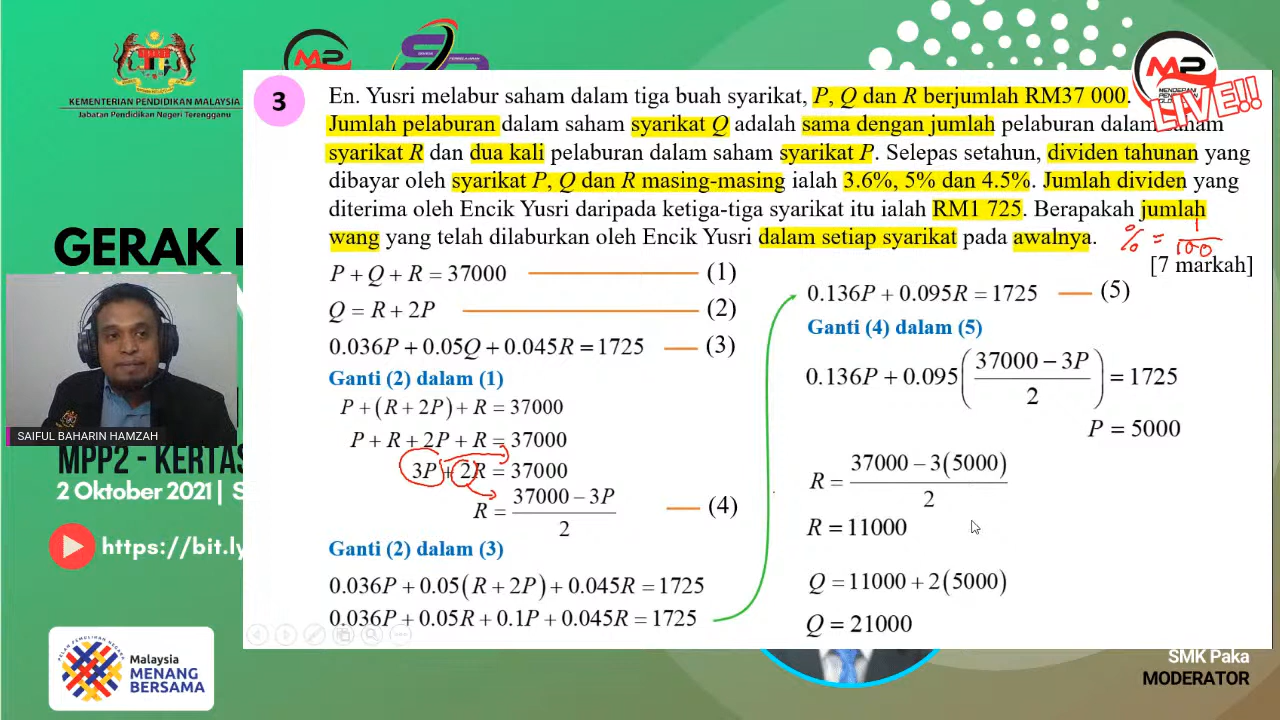 KEMENTERIAN PENDIDIKAN MALAYSIA
Jabatan Pendidikan Negeri Terengganu
MP
LIVE!!
3
En. Yusri melabur saham dalam tiga buah syarikat, P, Q dan R berjumlah RM37 000.
Jumlah pelaburan dalam saham syarikat Q adalah sama dengan jumlah pelaburan dalam saham
syarikat R dan dua kali pelaburan dalam saham syarikat P. Selepas setahun, dividen tahunan yang
dibayar oleh syarikat P, Q dan R masing-masing ialah 3.6%, 5% dan 4.5%. Jumlah dividen yang
diterima oleh Encik Yusri daripada ketiga-tiga syarikat itu ialah RM1 725. Berapakah jumlah
wang yang telah dilaburkan oleh Encik Yusri dalam setiap syarikat pada awalnya.
% = 1/100
[7 markah]
P + Q + R = 37000 (1)
Q = R + 2P (2)
0.036P + 0.05Q + 0.045R = 1725 (3)
Ganti (2) dalam (1)
P + (R + 2P) + R = 37000
P + R + 2P + R = 37000
3P + 2R = 37000
R = (37000 − 3P)/2 (4)
Ganti (2) dalam (3)
0.036P + 0.05(R + 2P) + 0.045R = 1725
0.036P + 0.05R + 0.1P + 0.045R = 1725
0.136P + 0.095R = 1725 (5)
Ganti (4) dalam (5)
0.136P + 0.095((37000 − 3P)/2) = 1725
P = 5000
R = (37000 − 3(5000))/2
R = 11000
Q = 11000 + 2(5000)
Q = 21000
GERAK
SAIFUL BAHARIN HAMZAH
MPP2 - KERTAS
2 Oktober 2021|
https://bit.ly
Malaysia
MENANG
BERSAMA
SMK Paka
MODERATOR